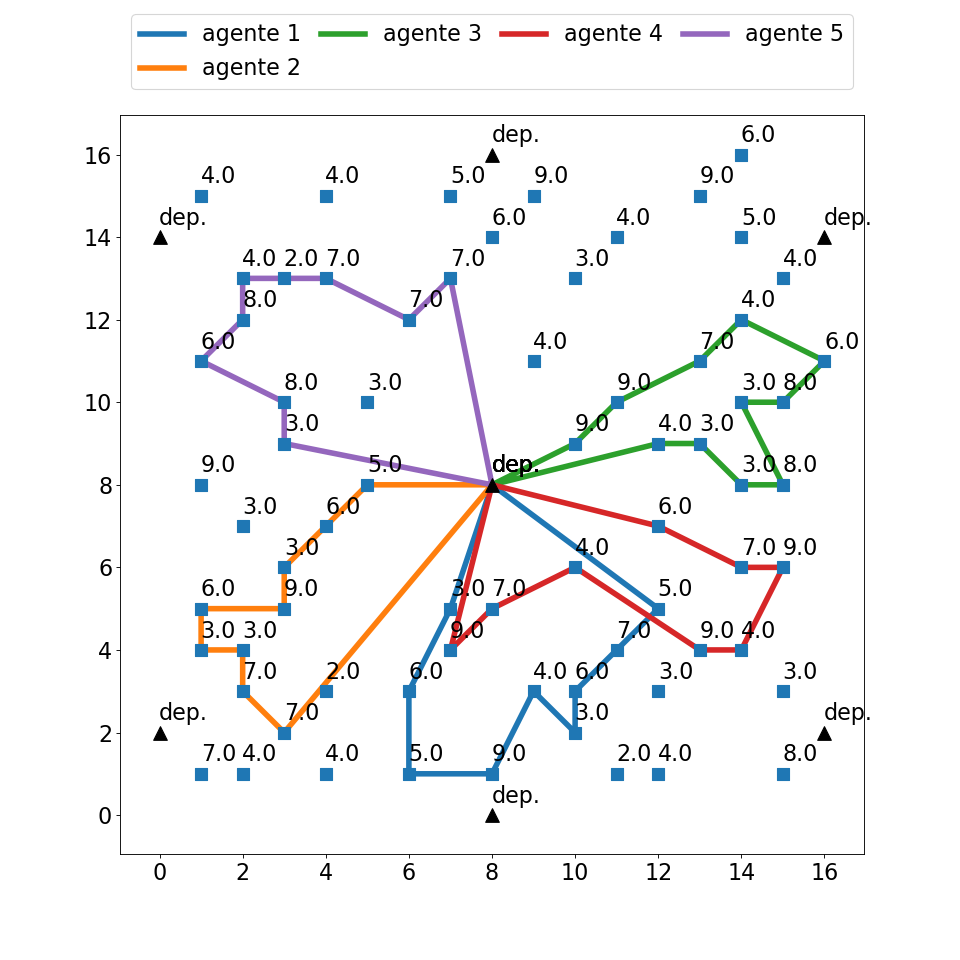 agente 1 agente 3 agente 4 agente 5
agente 2
dep. 6.0
16
4.0 4.0 5.0 9.0 9.0
dep. 6.0 4.0 5.0 dep.
14
4.0 2.0 7.0 7.0 3.0 4.0
8.0 7.0 4.0
12
6.0 4.0 7.0 6.0
8.0 3.0 9.0 3.0 8.0
10
3.0 9.0 4.0 3.0
9.0 5.0 dep. 3.0 8.0
8
3.0 6.0 6.0
3.0 4.0 7.0 9.0
6
6.0 9.0 3.0 7.0 5.0
3.0 3.0 9.0 7.0 9.0 4.0
4
7.0 2.0 6.0 4.0 6.0 3.0 3.0
dep. 7.0 3.0 dep.
2
7.0 4.0 4.0 5.0 9.0 2.0 4.0 8.0
dep.
0
0 2 4 6 8 10 12 14 16